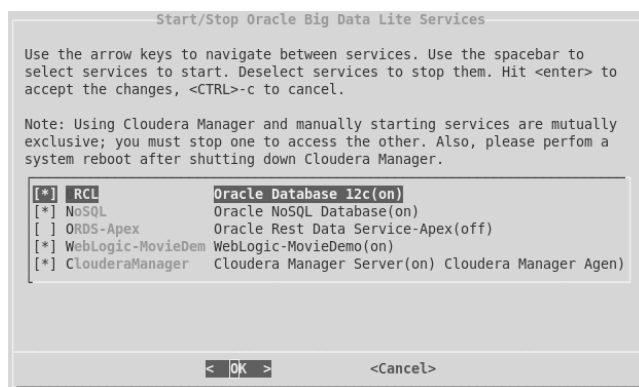 Start/Stop Oracle Big Data Lite Services
Use the arrow keys to navigate between services. Use the spacebar to
select services to start. Deselect services to stop them. Hit <enter> to
accept the changes, <CTRL>-c to cancel.
Note: Using Cloudera Manager and manually starting services are mutually
exclusive; you must stop one to access the other. Also, please perfom a
system reboot after shutting down Cloudera Manager.
[*] RCL Oracle Database 12c(on)
[*] NoSQL Oracle NoSQL Database(on)
[ ] ORDS-Apex Oracle Rest Data Service-Apex(off)
[*] WebLogic-MovieDem WebLogic-MovieDemo(on)
[*] ClouderaManager Cloudera Manager Server(on) Cloudera Manager Agen)
< OK > <Cancel>